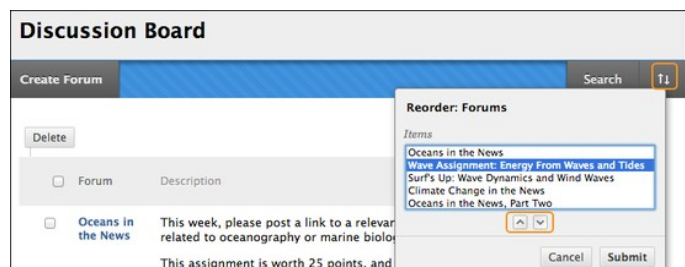 Discussion Board
Create Forum
Search
Reorder: Forums
Items
Oceans in the News
Wave Assignment: Energy From Waves and Tides
Surf's Up: Wave Dynamics and Wind Waves
Climate Change in the News
Oceans in the News, Part Two
Cancel
Submit
Delete
Forum
Description
Oceans in
the News
This week, please post a link to a relevan
related to oceanography or marine biolog
This assignment is worth 25 points, and